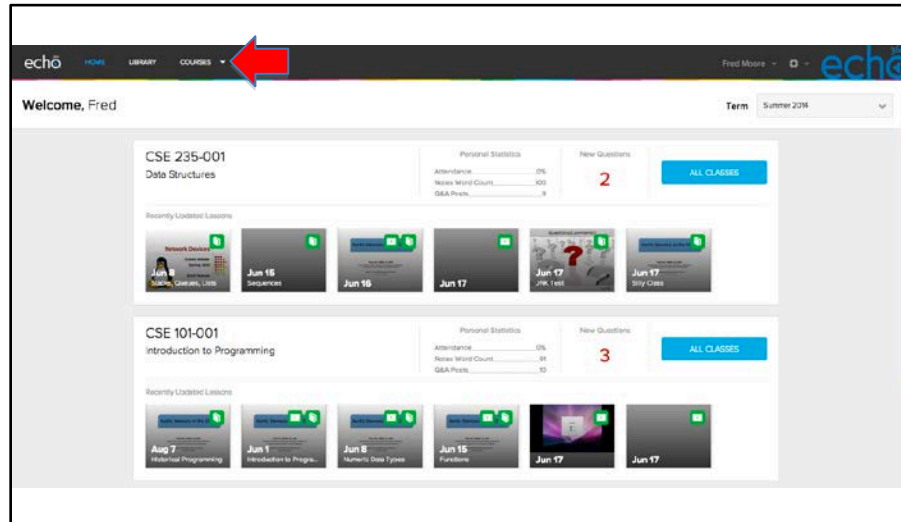 echo HOME LIBRARY COURSES Fred Moore echo
Welcome, Fred Term Summer 2014
CSE 235-001 Personal Statistics New Questions
Data Structures Attendance 0% 2 ALL CLASSES
Notes Word Count 100
Q&A Posts 9
Recently Updated Lessons
Network Devices
Jun 8 Jun 15 Jun 16 Jun 17 Jun 17 Jun 17
Stacks, Queues, Lists Sequences JNK Test Silly Class
CSE 101-001 Personal Statistics New Questions
Introduction to Programming Attendance 0% 3 ALL CLASSES
Notes Word Count 91
Q&A Posts 10
Recently Updated Lessons
Aug 7 Jun 1 Jun 8 Jun 15 Jun 17 Jun 17
Historical Programming Introduction to Progra... Numeric Data Types Functions